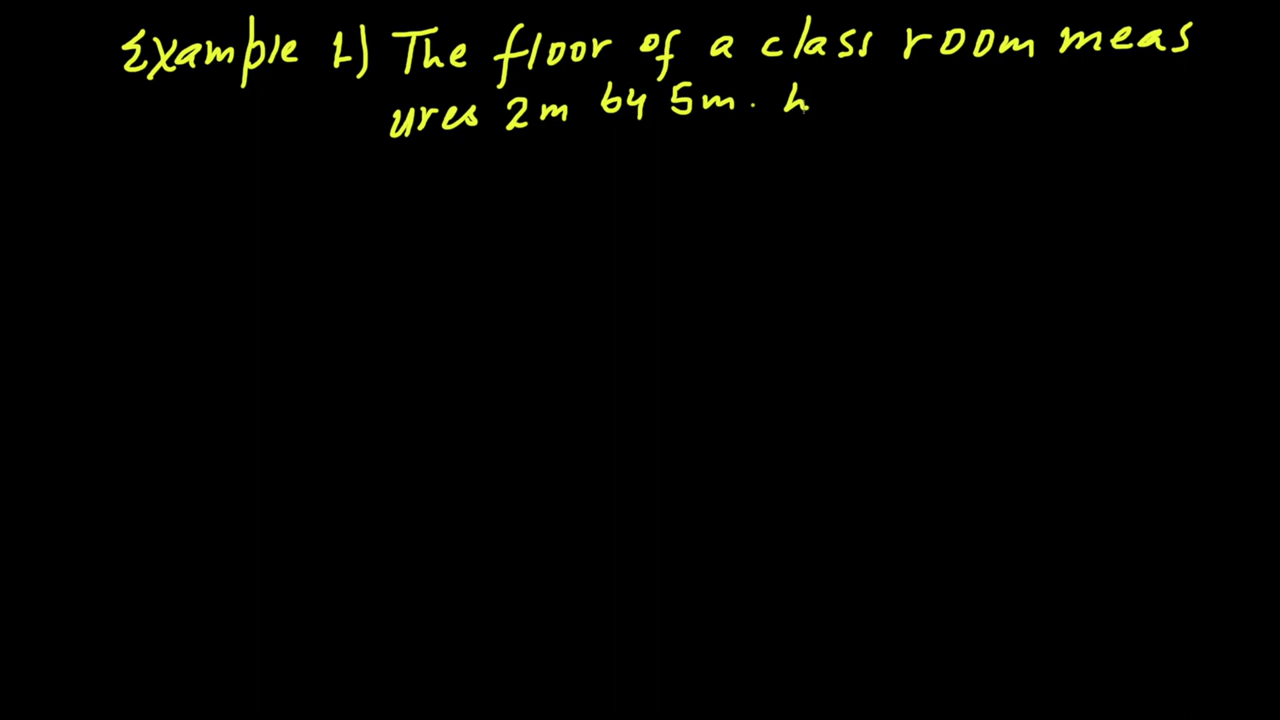 Example 1) The floor of a class room meas
ures 2m by 5m. h